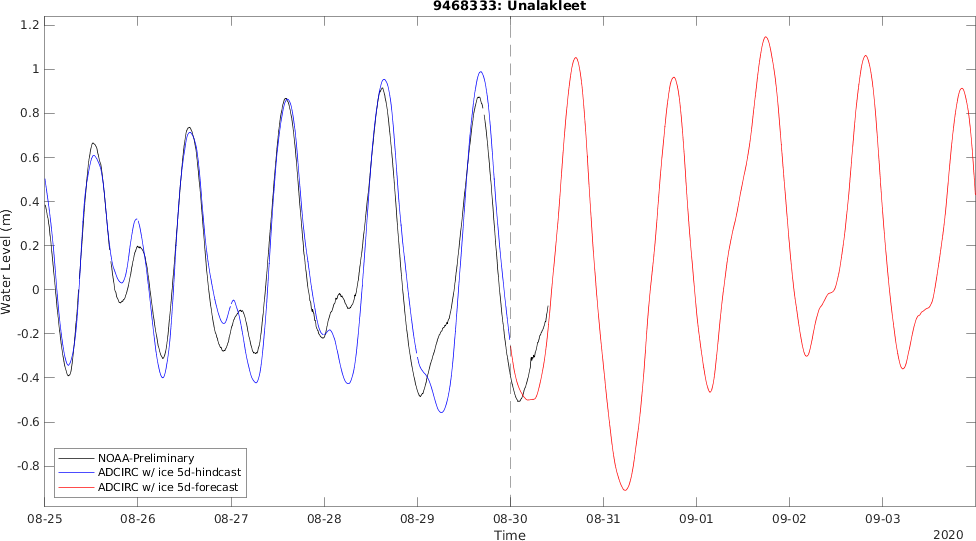 9468333: Unalakleet
1.2
1
0.8
0.6
0.4
0.2
0
-0.2
-0.4
-0.6
-0.8
Water Level (m)
NOAA-Preliminary
ADCIRC w/ ice 5d-hindcast
ADCIRC w/ ice 5d-forecast
08-25 08-26 08-27 08-28 08-29 08-30 08-31 09-01 09-02 09-03
Time
2020